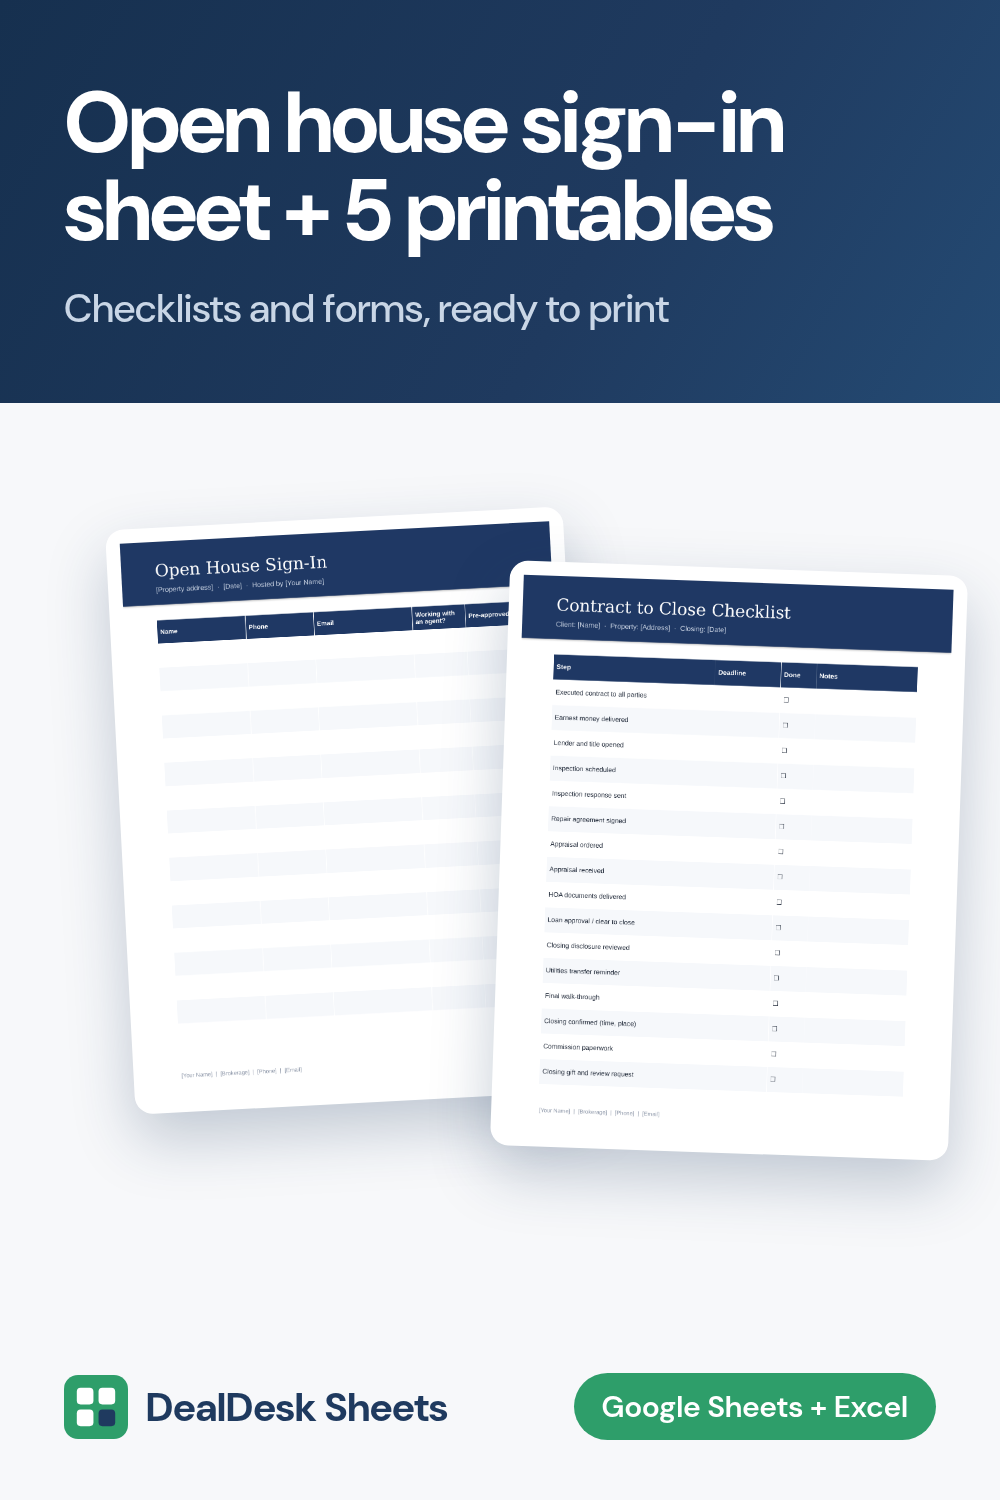 Open house sign-in
sheet + 5 printables
Checklists and forms, ready to print
Open House Sign-In
[Property address] · [Date] · Hosted by [Your Name]
Name Phone Email Working with an agent? Pre-approved
[Your Name] | [Brokerage] | [Phone] | [Email]
Contract to Close Checklist
Client: [Name] · Property: [Address] · Closing: [Date]
Step Deadline Done Notes
Executed contract to all parties
Earnest money delivered
Lender and title opened
Inspection scheduled
Inspection response sent
Repair agreement signed
Appraisal ordered
Appraisal received
HOA documents delivered
Loan approval / clear to close
Closing disclosure reviewed
Utilities transfer reminder
Final walk-through
Closing confirmed (time, place)
Commission paperwork
Closing gift and review request
[Your Name] | [Brokerage] | [Phone] | [Email]
DealDesk Sheets
Google Sheets + Excel